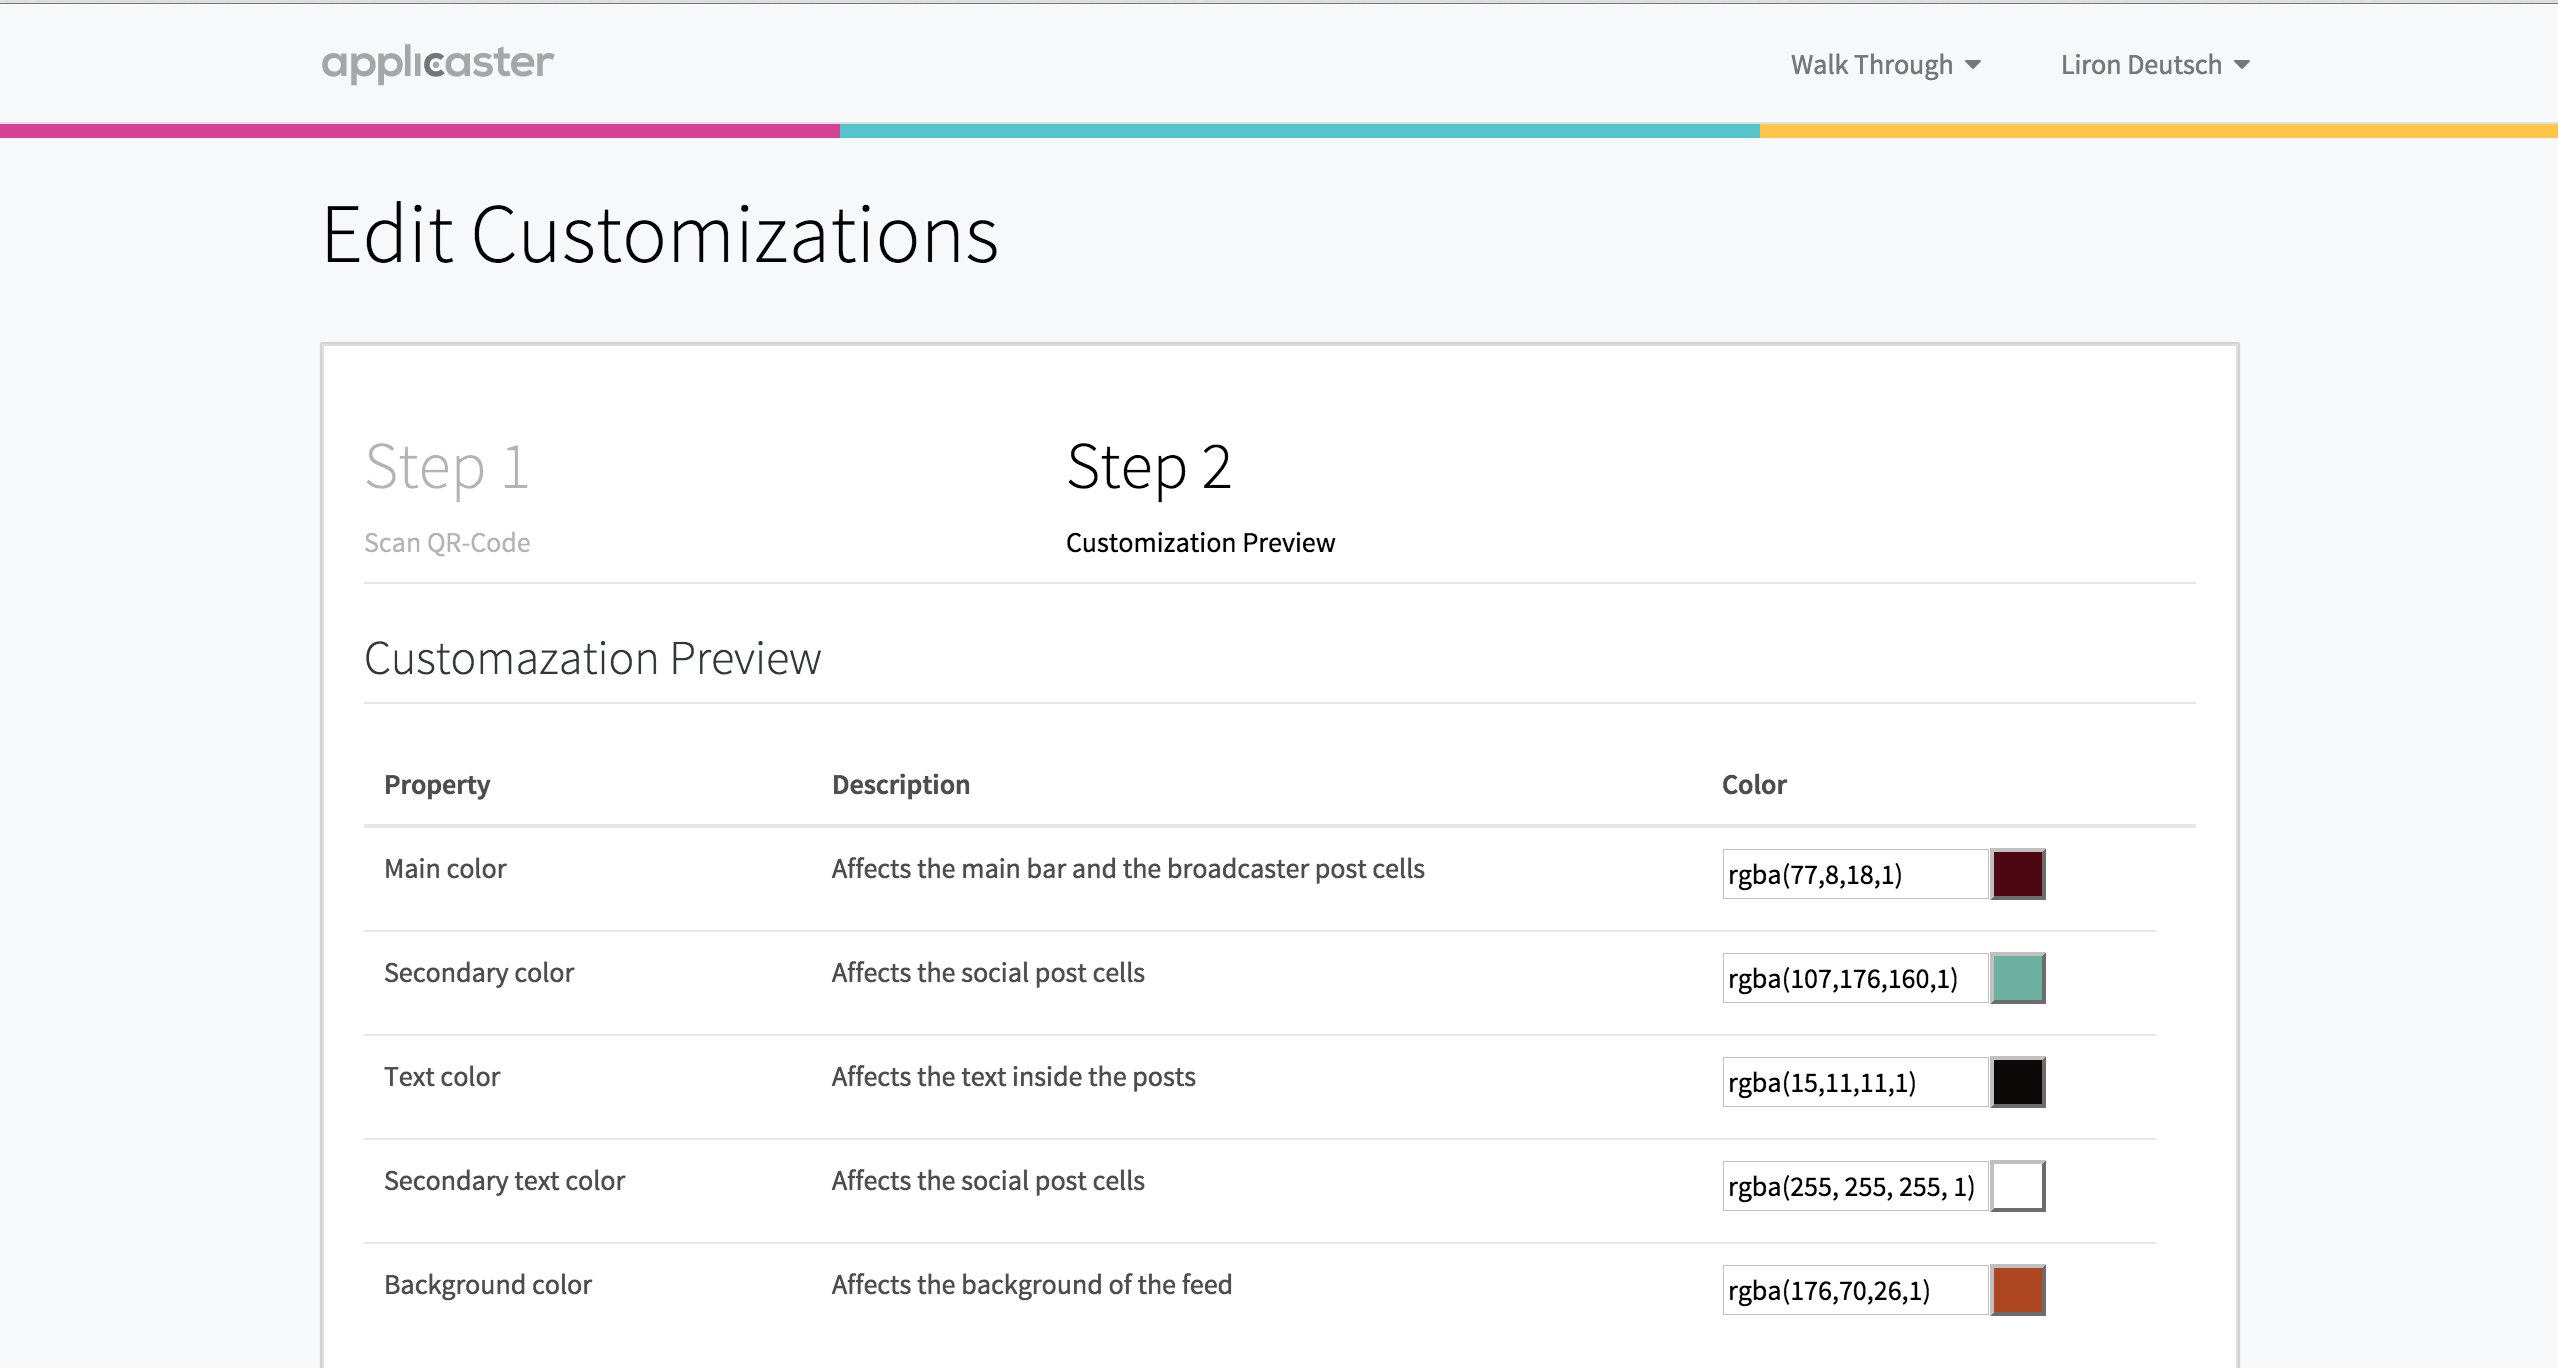 applicaster
Walk Through
Liron Deutsch
Edit Customizations
Step 1
Scan QR-Code
Step 2
Customization Preview
Customazation Preview
Property Description Color
Main color Affects the main bar and the broadcaster post cells rgba(77,8,18,1)
Secondary color Affects the social post cells rgba(107,176,160,1)
Text color Affects the text inside the posts rgba(15,11,11,1)
Secondary text color Affects the social post cells rgba(255, 255, 255, 1)
Background color Affects the background of the feed rgba(176,70,26,1)